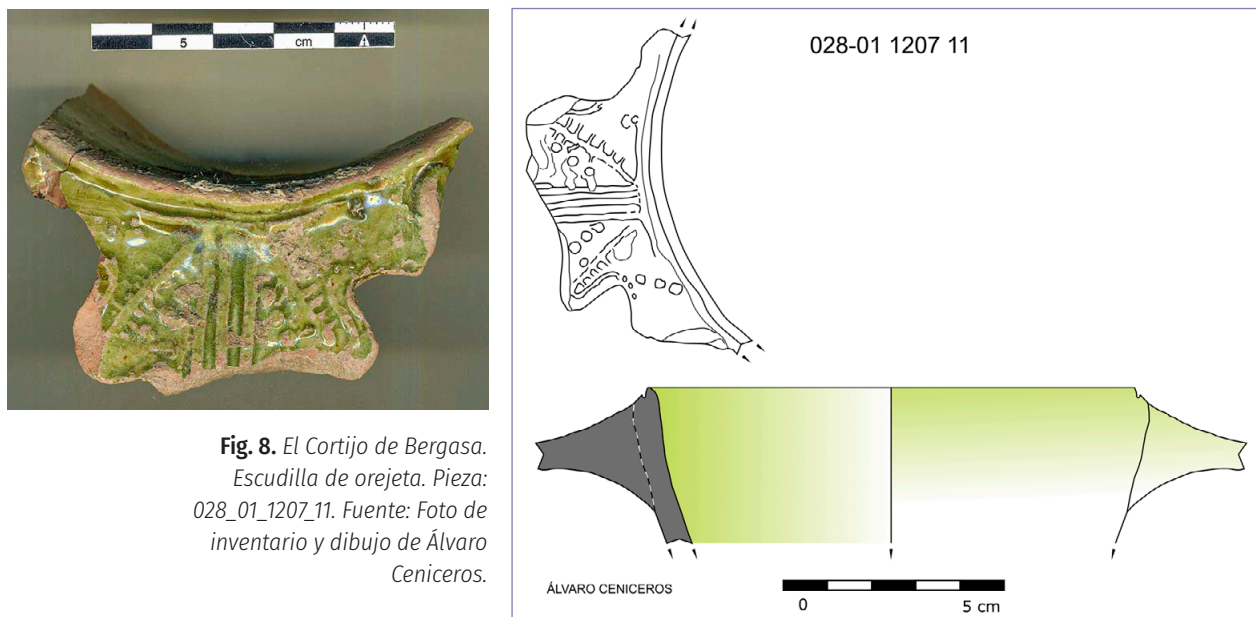 5 cm
Fig. 8. El Cortijo de Bergasa.
Escudilla de orejeta. Pieza:
028_01_1207_11. Fuente: Foto de
inventario y dibujo de Álvaro
Ceniceros.
028-01 1207 11
ÁLVARO CENICEROS
0 5 cm